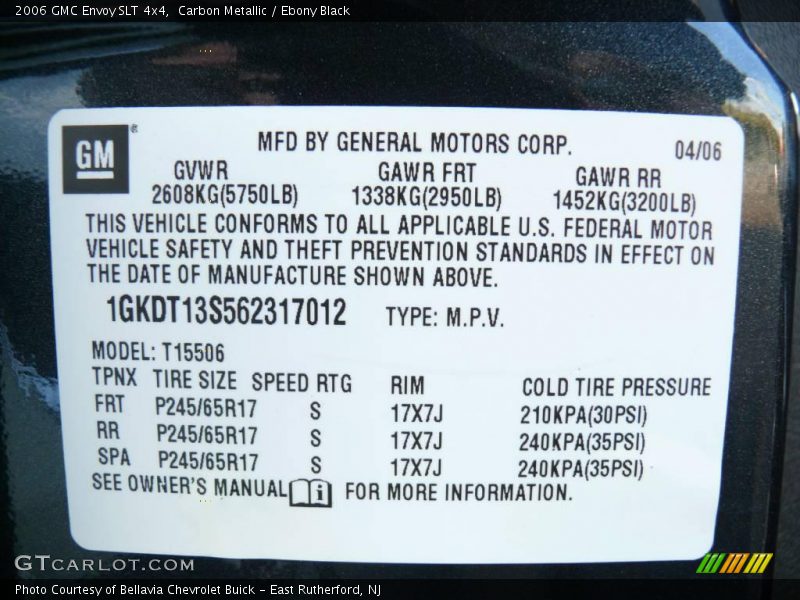 2006 GMC Envoy SLT 4x4,  Carbon Metallic / Ebony Black
GM ®
MFD BY GENERAL MOTORS CORP. 04/06
GVWR GAWR FRT GAWR RR
2608KG(5750LB) 1338KG(2950LB) 1452KG(3200LB)
THIS VEHICLE CONFORMS TO ALL APPLICABLE U.S. FEDERAL MOTOR
VEHICLE SAFETY AND THEFT PREVENTION STANDARDS IN EFFECT ON
THE DATE OF MANUFACTURE SHOWN ABOVE.
1GKDT13S562317012 TYPE: M.P.V.
MODEL: T15506
TPNX TIRE SIZE SPEED RTG RIM COLD TIRE PRESSURE
FRT P245/65R17 S 17X7J 210KPA(30PSI)
RR P245/65R17 S 17X7J 240KPA(35PSI)
SPA P245/65R17 S 17X7J 240KPA(35PSI)
SEE OWNER'S MANUAL i FOR MORE INFORMATION.
GTCARLOT.COM
Photo Courtesy of Bellavia Chevrolet Buick - East Rutherford, NJ